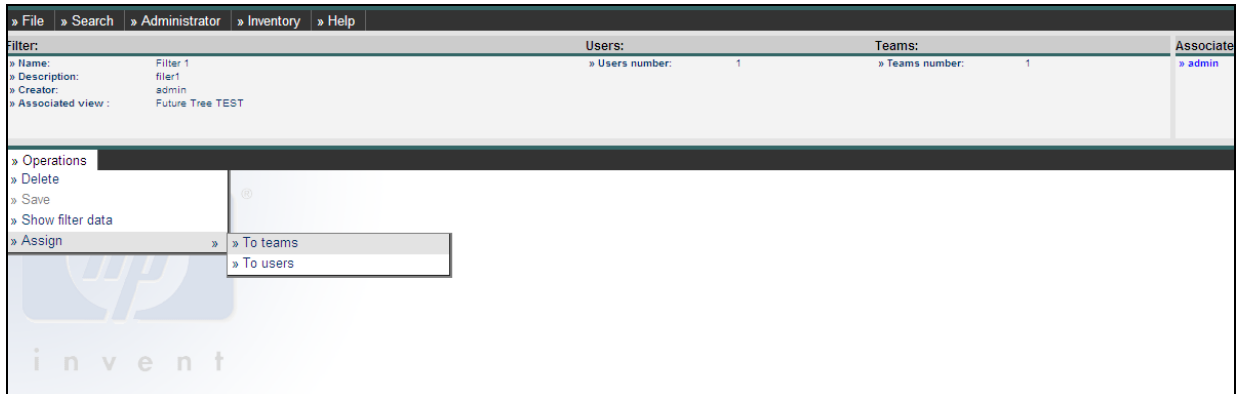 » File » Search » Administrator » Inventory » Help
Filter: Users: Teams: Associate
» Name: Filter 1 » Users number: 1 » Teams number: 1 » admin
» Description: filer1
» Creator: admin
» Associated view : Future Tree TEST
» Operations
» Delete
» Save
®
» Show filter data
» Assign » » To teams
» To users
hp
invent